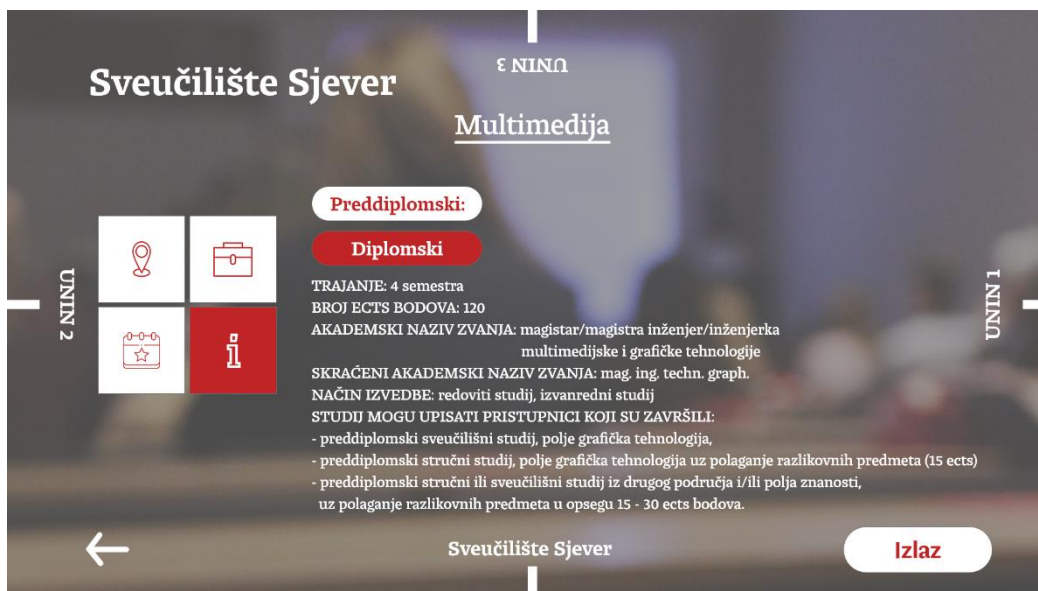 Sveučilište Sjever
UNIN 3
Multimedija
Preddiplomski:
Diplomski
UNIN 2
UNIN 1
TRAJANJE: 4 semestra
BROJ ECTS BODOVA: 120
AKADEMSKI NAZIV ZVANJA: magistar/magistra inženjer/inženjerka
multimedijske i grafičke tehnologije
SKRAĆENI AKADEMSKI NAZIV ZVANJA: mag. ing. techn. graph.
NAČIN IZVEDBE: redoviti studij, izvanredni studij
STUDIJ MOGU UPISATI PRISTUPNICI KOJI SU ZAVRŠILI:
- preddiplomski sveučilišni studij, polje grafička tehnologija,
- preddiplomski stručni studij, polje grafička tehnologija uz polaganje razlikovnih predmeta (15 ects)
- preddiplomski stručni ili sveučilišni studij iz drugog područja i/ili polja znanosti,
uz polaganje razlikovnih predmeta u opsegu 15 - 30 ects bodova.
Sveučilište Sjever
Izlaz